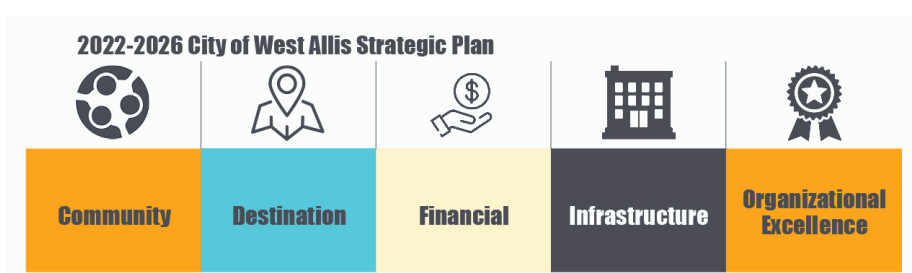 2022-2026 City of West Allis Strategic Plan
$
Community
Destination
Financial
Infrastructure
Organizational
Excellence